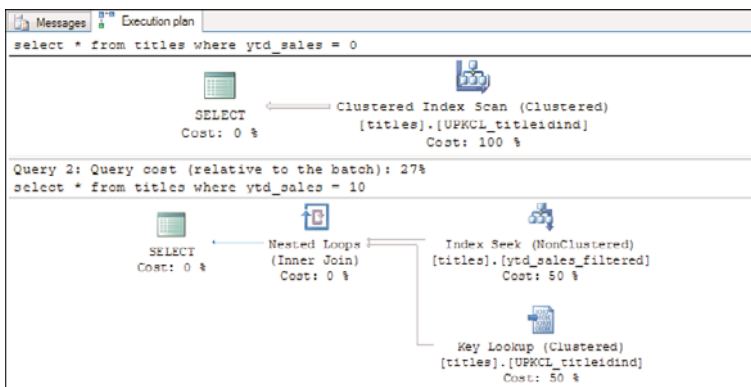 Messages Execution plan
select * from titles where ytd_sales = 0
SELECT
Cost: 0 %
Clustered Index Scan (Clustered)
[titles].[UPKCL_titleidind]
Cost: 100 %
Query 2: Query cost (relative to the batch): 27%
select * from titles where ytd_sales = 10
SELECT
Cost: 0 %
Nested Loops
(Inner Join)
Cost: 0 %
Index Seek (NonClustered)
[titles].[ytd_sales_filtered]
Cost: 50 %
Key Lookup (Clustered)
[titles].[UPKCL_titleidind]
Cost: 50 %